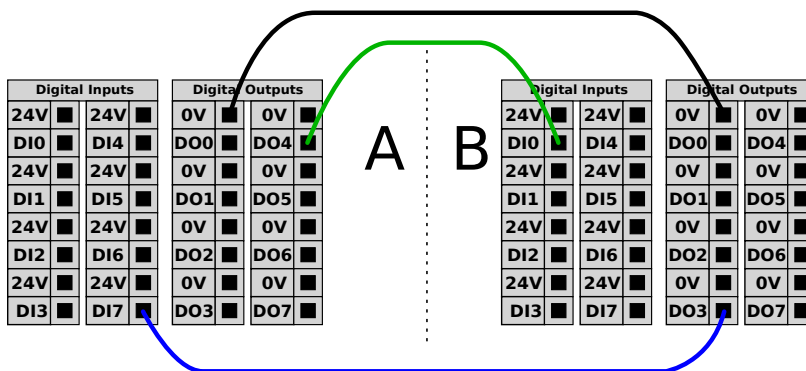 Digital Inputs Digital Outputs Digital Inputs Digital Outputs
24V 24V 0V 0V 24V 24V 0V 0V
DI0 DI4 DO0 DO4 A B DI0 DI4 DO0 DO4
24V 24V 0V 0V 24V 24V 0V 0V
DI1 DI5 DO1 DO5 DI1 DI5 DO1 DO5
24V 24V 0V 0V 24V 24V 0V 0V
DI2 DI6 DO2 DO6 DI2 DI6 DO2 DO6
24V 24V 0V 0V 24V 24V 0V 0V
DI3 DI7 DO3 DO7 DI3 DI7 DO3 DO7